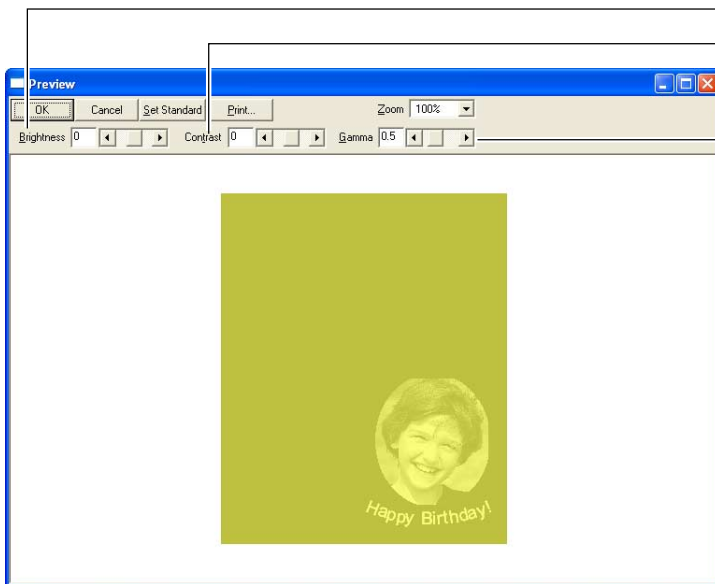 Preview
OK Cancel Set Standard Print... Zoom 100%
Brightness 0 Contrast 0 Gamma 0.5
Happy Birthday!